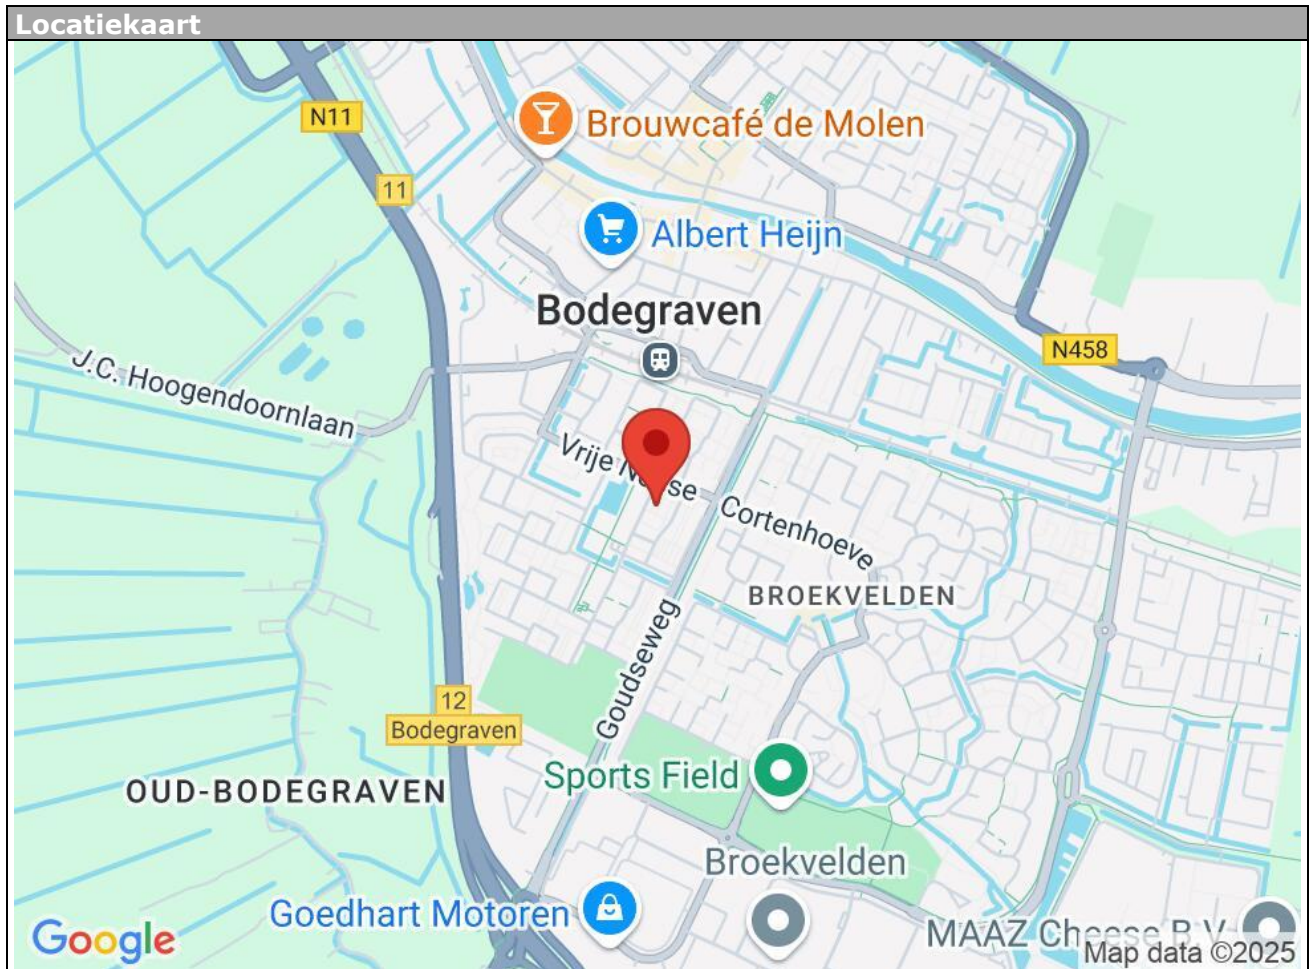 Locatiekaart
N11
Brouwcafé de Molen
11
Albert Heijn
Bodegraven
N458
J.C. Hoogendoornlaan
Vrije Nesse
Cortenhoeve
BROEKVELDEN
Goudseweg
12
Bodegraven
Sports Field
OUD-BODEGRAVEN
Broekvelden
Goedhart Motoren
MAAZ Cheese B.V
Google
Map data ©2025